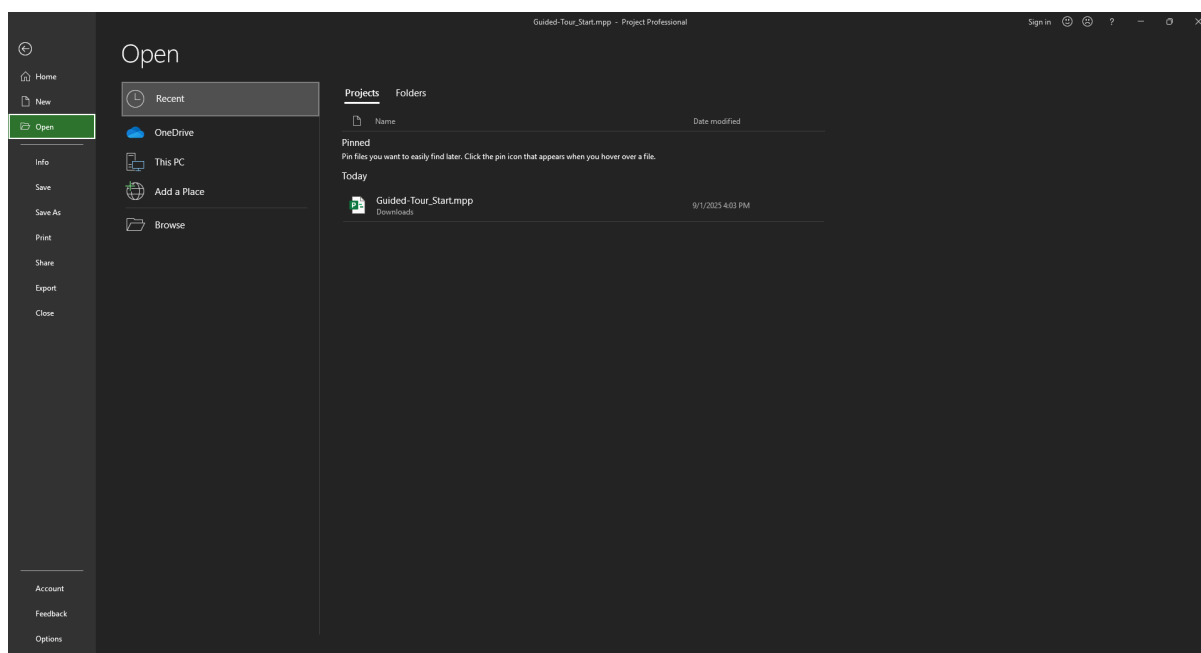 Guided-Tour_Start.mpp - Project Professional
Sign in
?
Home
New
Open
Info
Save
Save As
Print
Share
Export
Close
Account
Feedback
Options
Open
Recent
OneDrive
This PC
Add a Place
Browse
Projects Folders
Name Date modified
Pinned
Pin files you want to easily find later. Click the pin icon that appears when you hover over a file.
Today
Guided-Tour_Start.mpp 9/1/2025 4:03 PM
Downloads